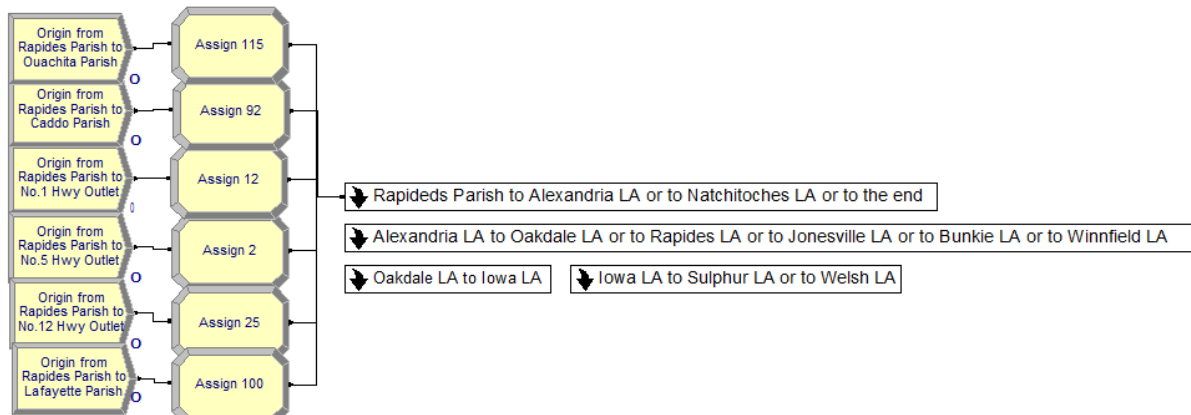 Origin from
Rapides Parish to
Ouachita Parish
Assign 115
O
Origin from
Rapides Parish to
Caddo Parish
Assign 92
O
Origin from
Rapides Parish to
No.1 Hwy Outlet
Assign 12
0
Rapideds Parish to Alexandria LA or to Natchitoches LA or to the end
Origin from
Rapides Parish to
No.5 Hwy Outlet
Assign 2
O
Alexandria LA to Oakdale LA or to Rapides LA or to Jonesville LA or to Bunkie LA or to Winnfield LA
Oakdale LA to Iowa LA
Iowa LA to Sulphur LA or to Welsh LA
Origin from
Rapides Parish to
No.12 Hwy Outlet
Assign 25
O
Origin from
Rapides Parish to
Lafayette Parish
Assign 100
O